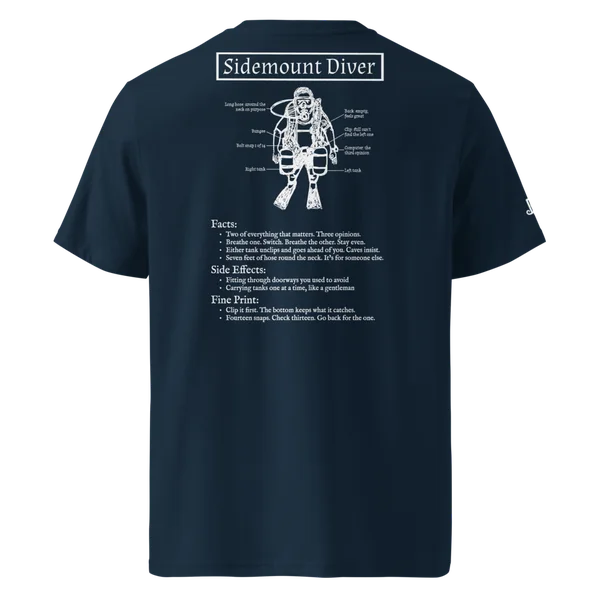 Sidemount Diver
Long hose around the
neck on purpose
Bungee
Bolt snap 1 of 14
Right tank
Back: empty,
feels great
Clip. Still can't
find the left one
Computer: the
third opinion
Left tank
Facts:
• Two of everything that matters. Three opinions.
• Breathe one. Switch. Breathe the other. Stay even.
• Either tank unclips and goes ahead of you. Caves insist.
• Seven feet of hose round the neck. It's for someone else.
Side Effects:
• Fitting through doorways you used to avoid
• Carrying tanks one at a time, like a gentleman
Fine Print:
• Clip it first. The bottom keeps what it catches.
• Fourteen snaps. Check thirteen. Go back for the one.